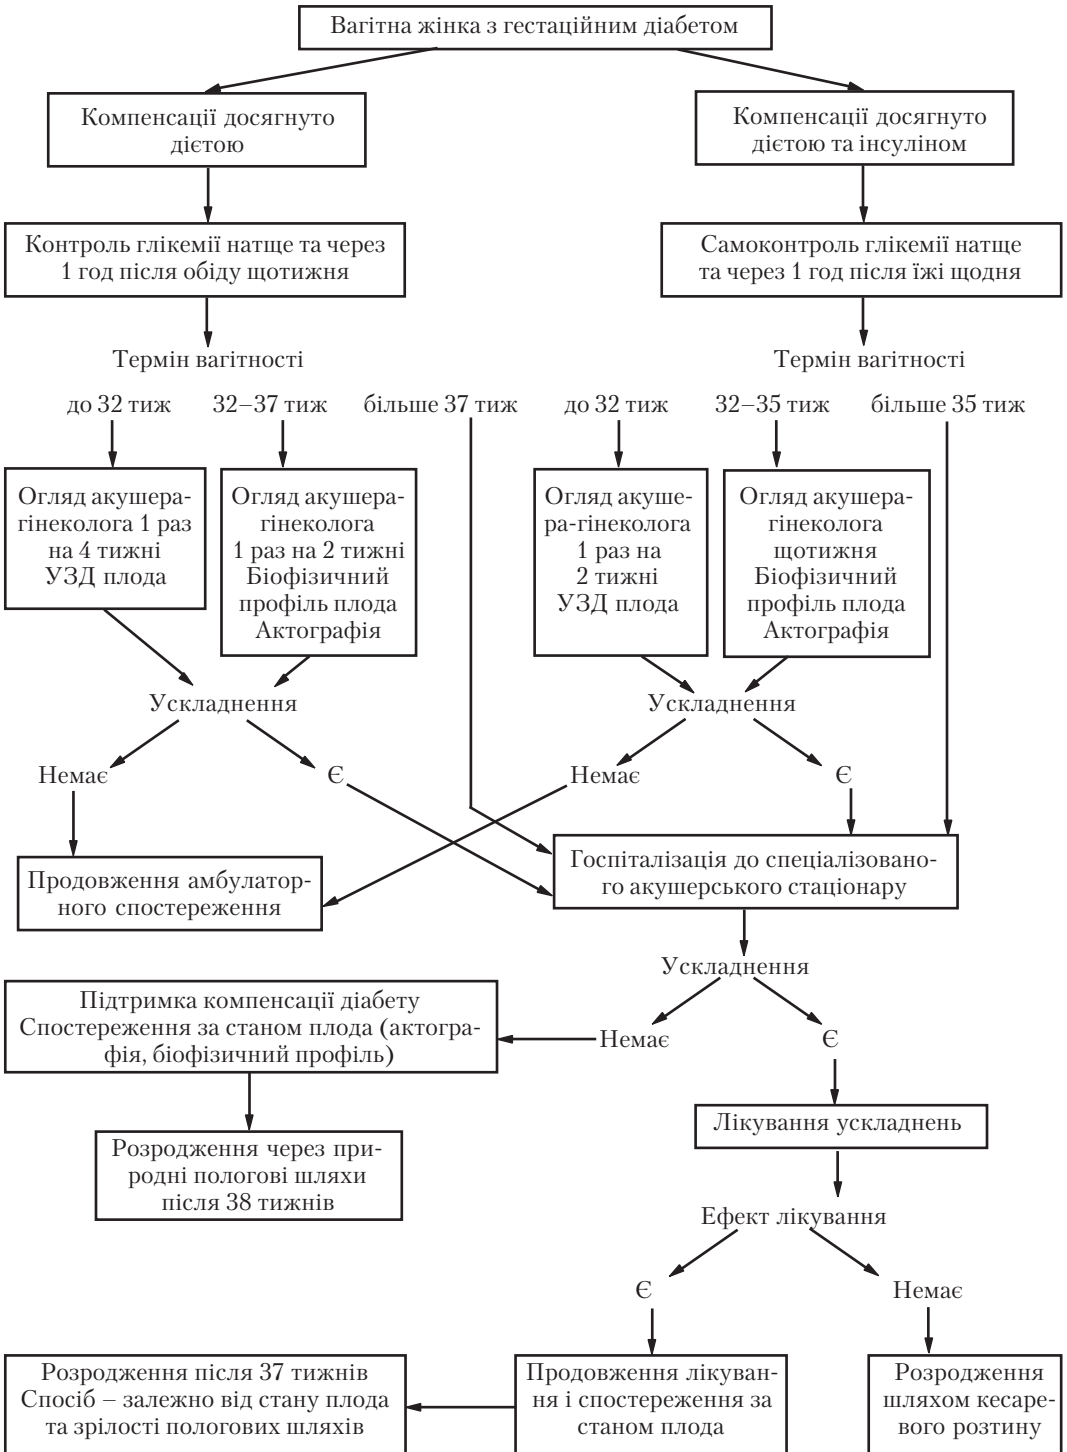 Вагітна жінка з гестаційним діабетом
Компенсації досягнуто
дієтою
Компенсації досягнуто
дієтою та інсуліном
Контроль глікемії натще та через
1 год після обіду щотижня
Самоконтроль глікемії натще
та через 1 год після їжі щодня
Термін вагітності
Термін вагітності
до 32 тиж
32–37 тиж
більше 37 тиж
до 32 тиж
32–35 тиж
більше 35 тиж
Огляд акушера-
гінеколога 1 раз
на 4 тижні
УЗД плода
Огляд акушера-
гінеколога
1 раз на 2 тижні
Біофізичний
профіль плода
Актографія
Огляд акуше-
ра-гінеколога
1 раз на
2 тижні
УЗД плода
Огляд акушера-
гінеколога
щотижня
Біофізичний
профіль плода
Актографія
Ускладнення
Ускладнення
Немає
Є
Немає
Є
Продовження амбулатор-
ного спостереження
Госпіталізація до спеціалізовано-
го акушерського стаціонару
Ускладнення
Немає
Є
Підтримка компенсації діабету
Спостереження за станом плода (актогра-
фія, біофізичний профіль)
Розродження через при-
родні пологові шляхи
після 38 тижнів
Лікування ускладнень
Ефект лікування
Є
Немає
Розродження після 37 тижнів
Спосіб – залежно від стану плода
та зрілості пологових шляхів
Продовження лікуван-
ня і спостереження за
станом плода
Розродження
шляхом кесаре-
вого розтину